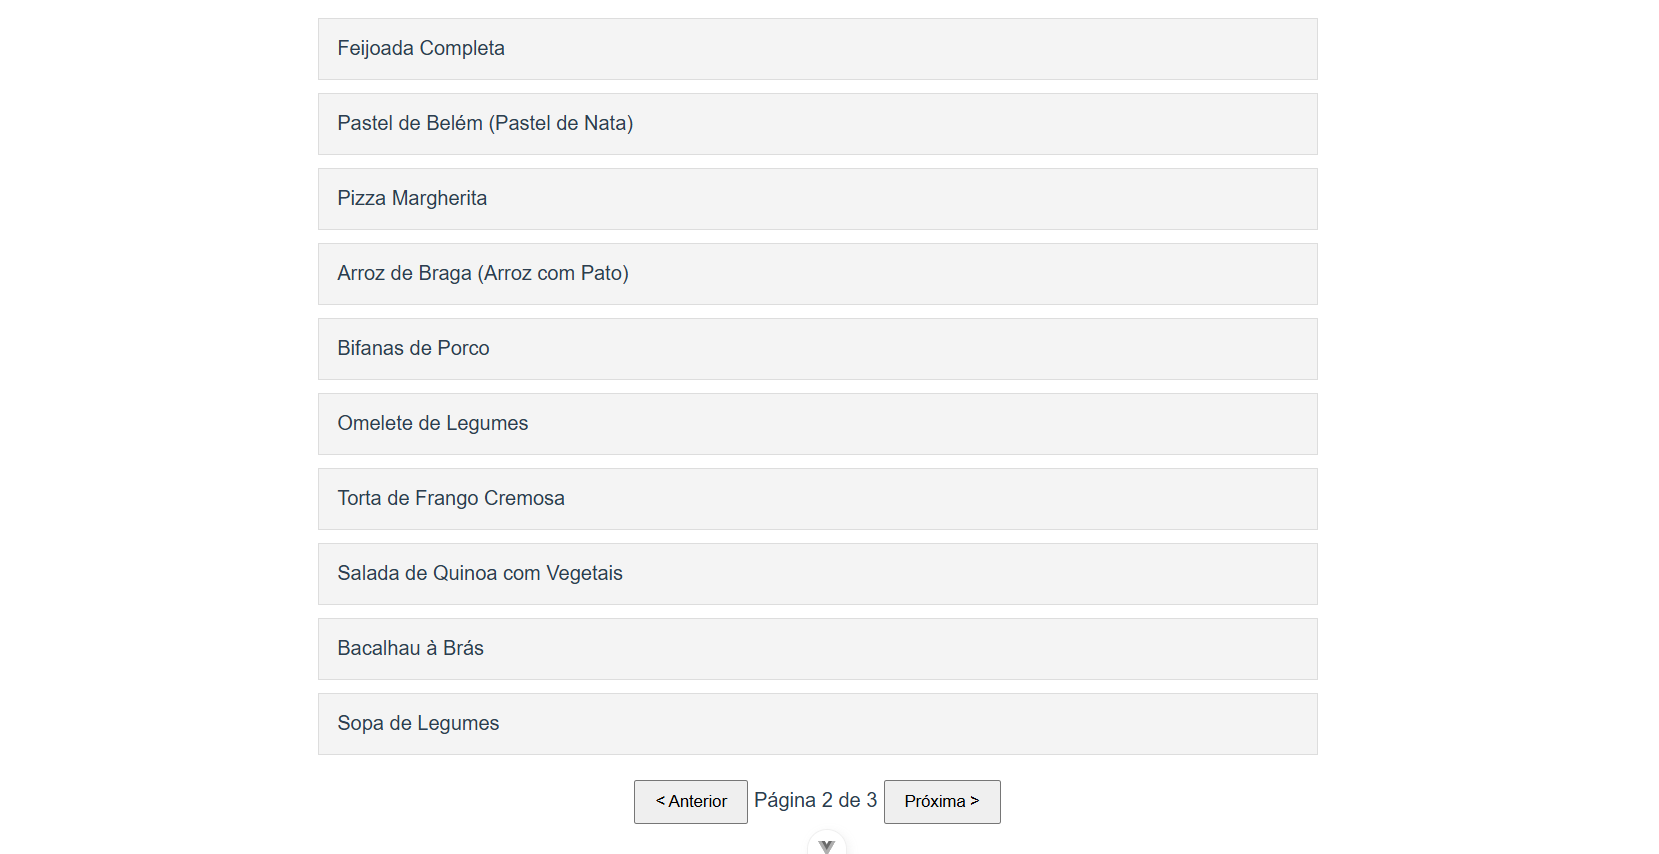 Feijoada Completa
Pastel de Belém (Pastel de Nata)
Pizza Margherita
Arroz de Braga (Arroz com Pato)
Bifanas de Porco
Omelete de Legumes
Torta de Frango Cremosa
Salada de Quinoa com Vegetais
Bacalhau à Brás
Sopa de Legumes
< Anterior Página 2 de 3 Próxima >